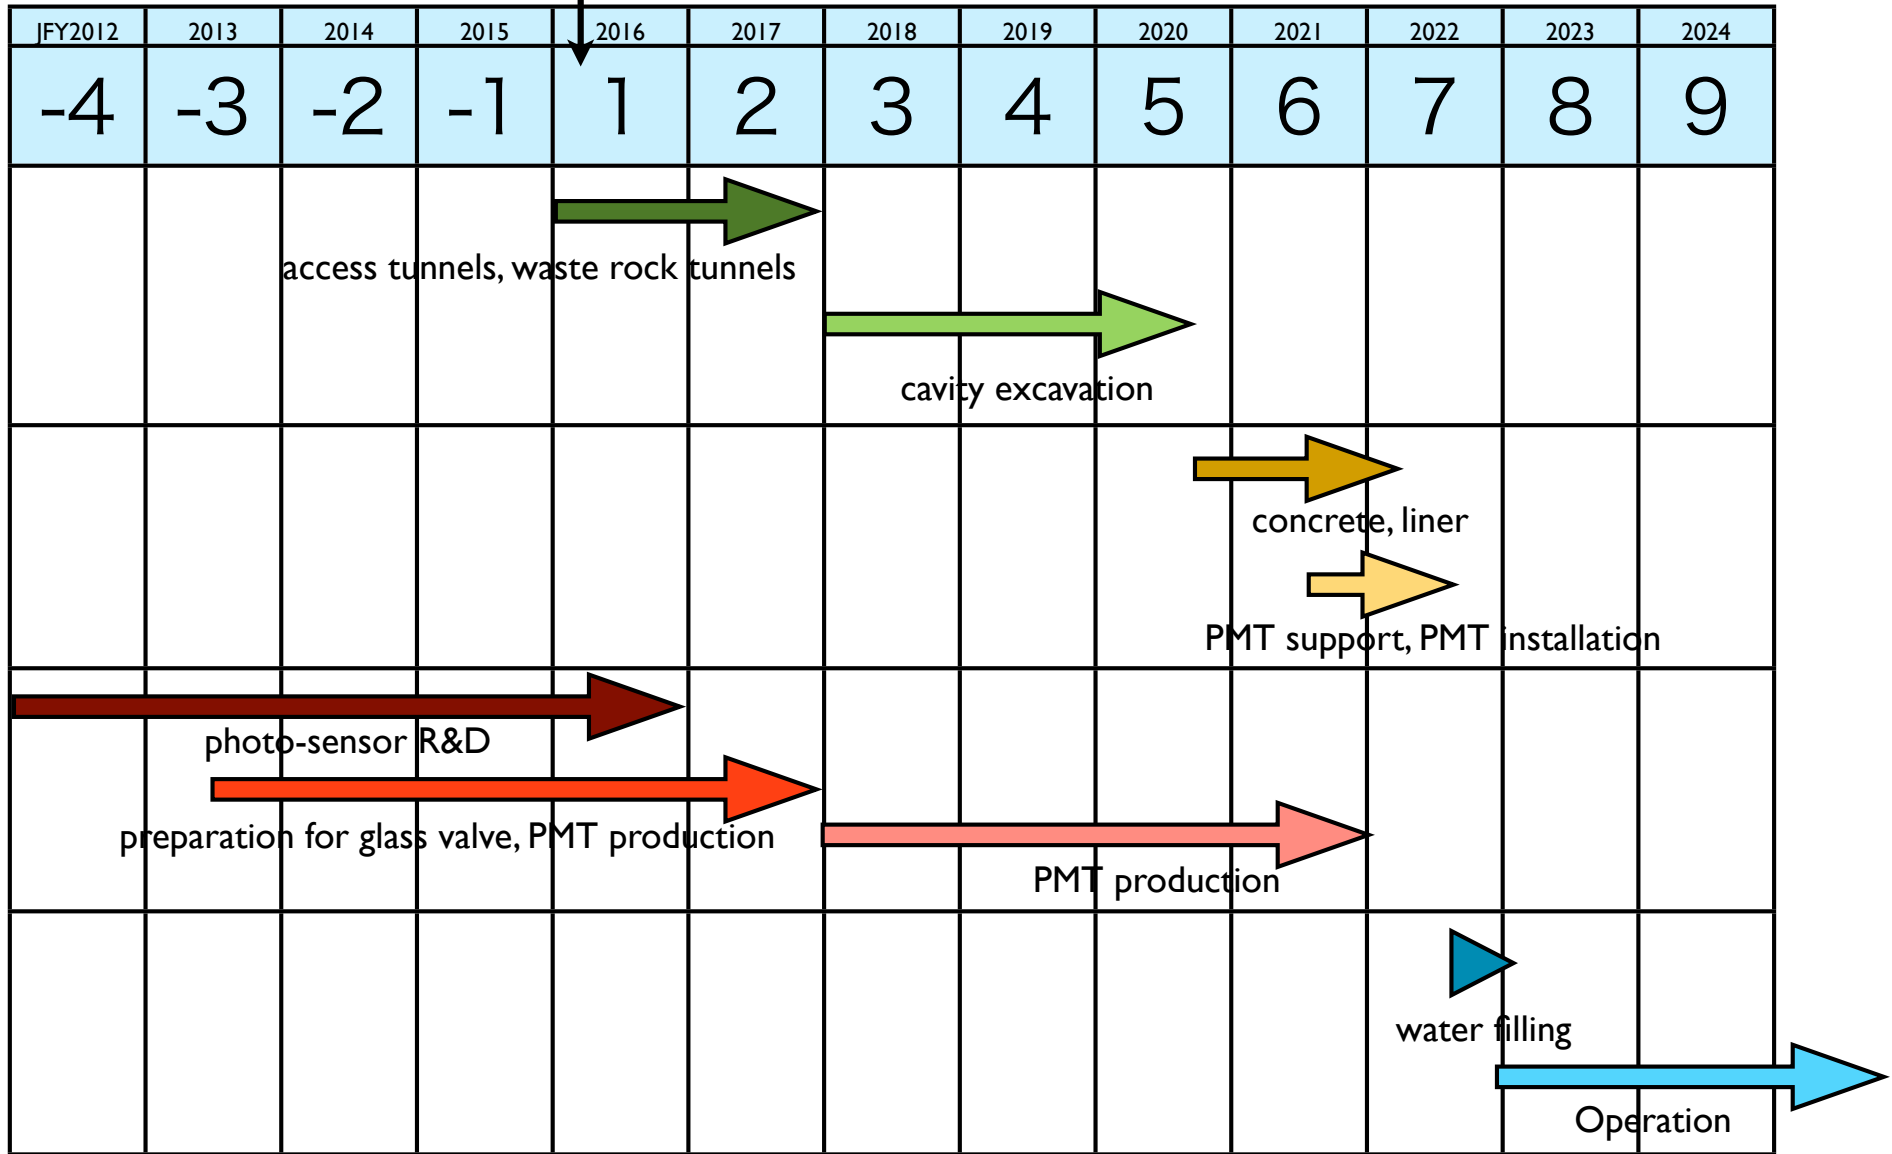 JFY2012 2013 2014 2015 2016 2017 2018 2019 2020 2021 2022 2023 2024
-4 -3 -2 -1 1 2 3 4 5 6 7 8 9
access tunnels, waste rock tunnels
cavity excavation
concrete, liner
PMT support, PMT installation
photo-sensor R&D
preparation for glass valve, PMT production
PMT production
water filling
Operation